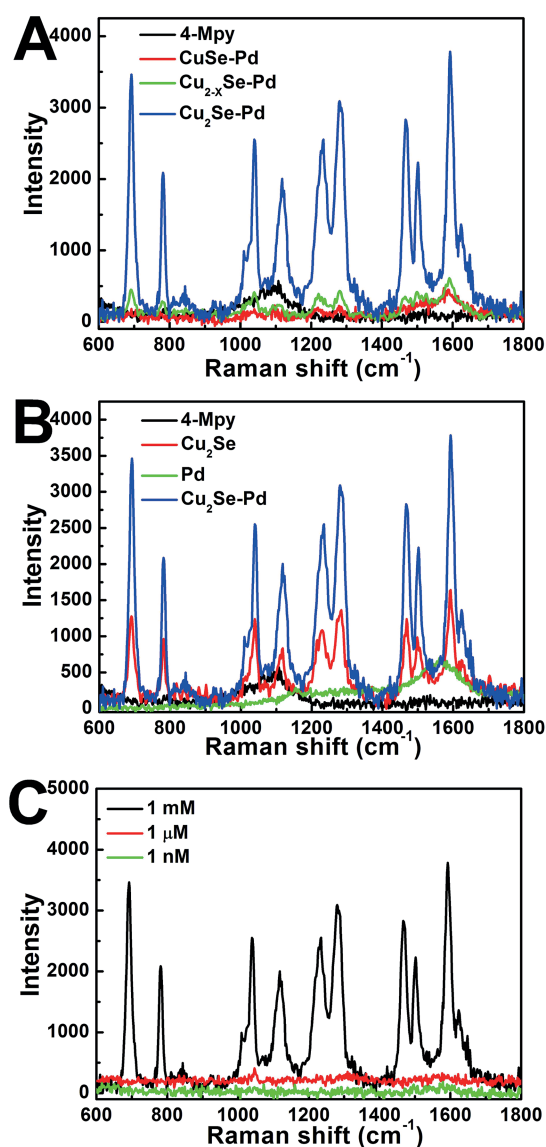 A
4-Mpy
CuSe-Pd
Cu2-XSe-Pd
Cu2Se-Pd
4000
3000
2000
1000
0
Intensity
600 800 1000 1200 1400 1600 1800
Raman shift (cm-1)
B
4-Mpy
Cu2Se
Pd
Cu2Se-Pd
4000
3500
3000
2500
2000
1500
1000
500
0
Intensity
600 800 1000 1200 1400 1600 1800
Raman shift (cm-1)
C
1 mM
1 μM
1 nM
5000
4000
3000
2000
1000
0
Intensity
600 800 1000 1200 1400 1600 1800
Raman shift (cm-1)